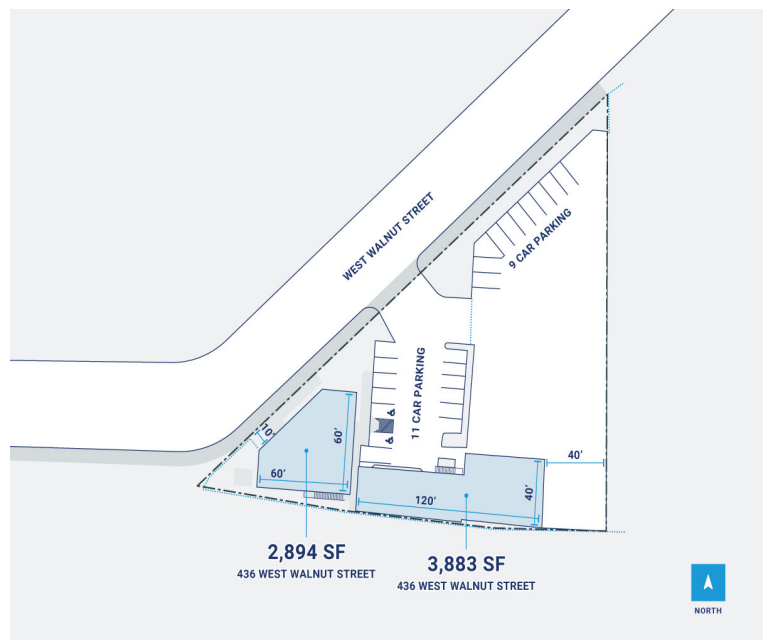 WEST WALNUT STREET
9 CAR PARKING
11 CAR PARKING
10'
60'
60'
40'
120'
40'
2,894 SF
436 WEST WALNUT STREET
3,883 SF
436 WEST WALNUT STREET
NORTH